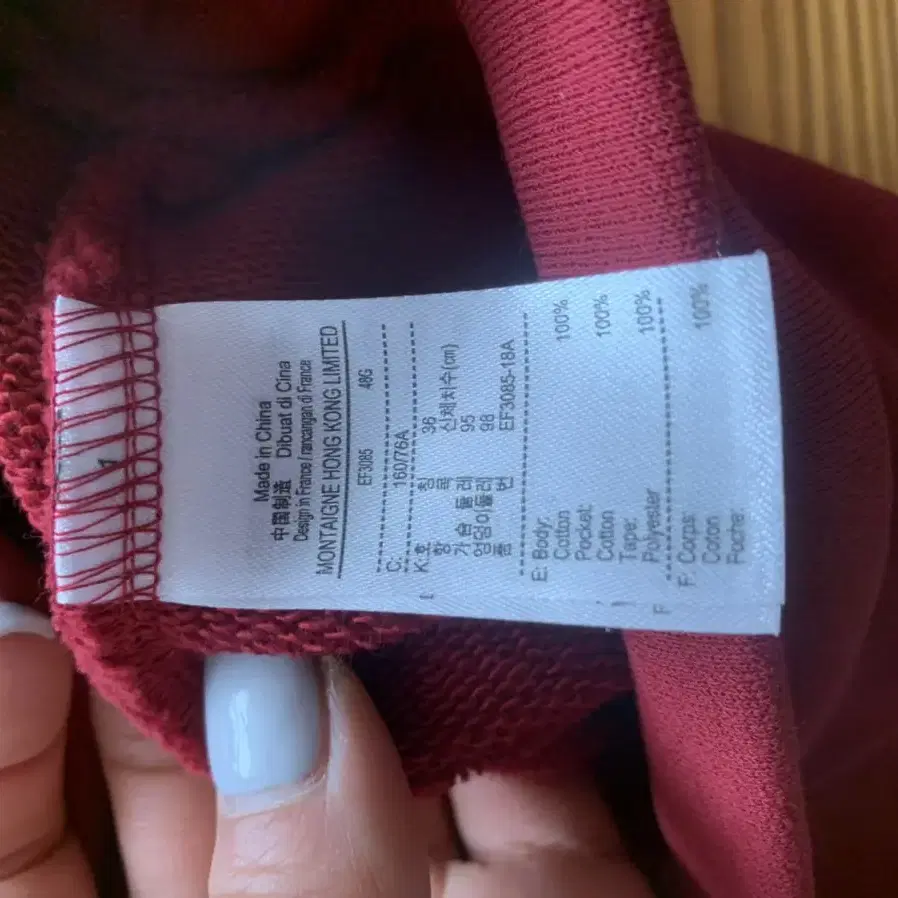 Made in China
中国制造 Dibuat di Cina
Design in France / rancangan di France
MONTAIGNE HONG KONG LIMITED
EF3085 48G
C: 160/76A
K: 호칭 36
항목 신체치수(cm)
가슴둘레 95
엉덩이둘레 98
품번 EF3085-18A
E: Body:
Cotton 100%
Pocket:
Cotton 100%
Tape:
Polyester 100%
F: Corps:
Coton 100%
Poche